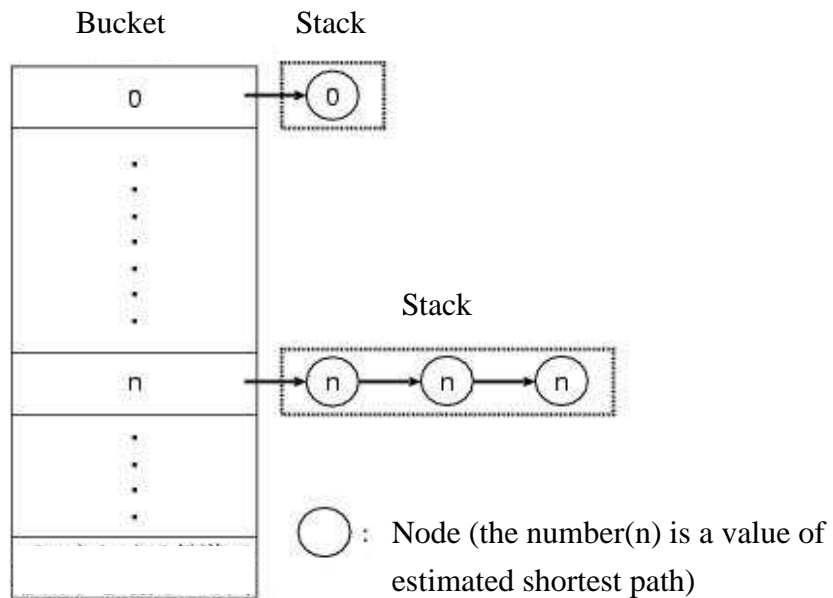 Bucket Stack
0 0
Stack
n n n n
: Node (the number(n) is a value of
estimated shortest path)